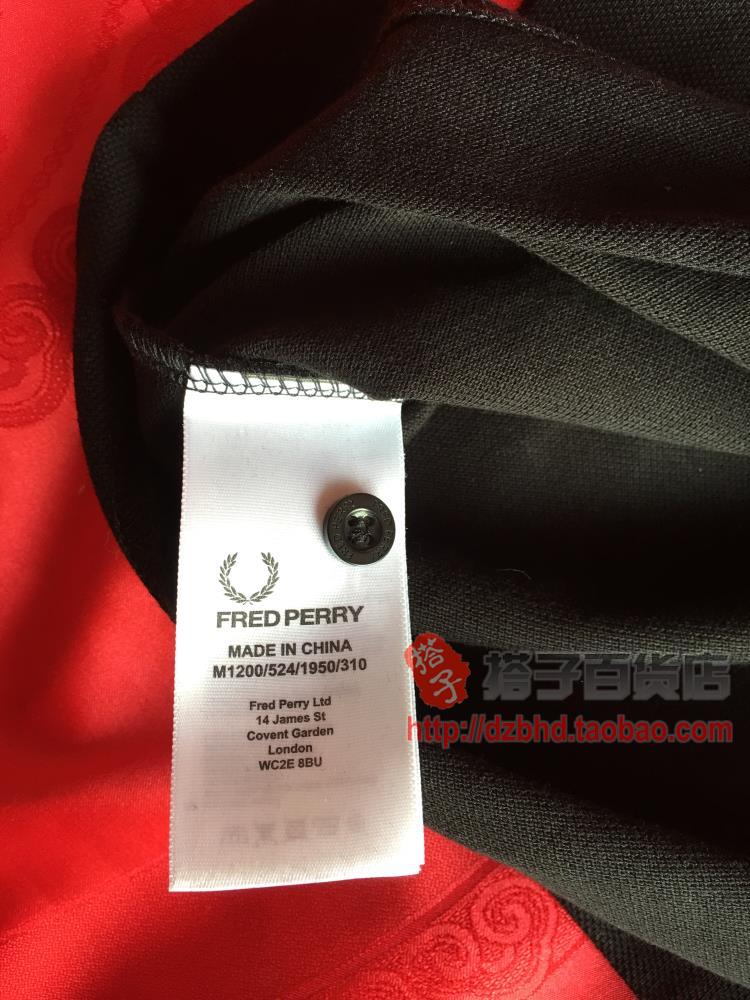 FRED PERRY
MADE IN CHINA
M1200/524/1950/310
Fred Perry Ltd
14 James St
Covent Garden
London
WC2E 8BU
搭子
搭子百货店
http://dzbhd.taobao.com/